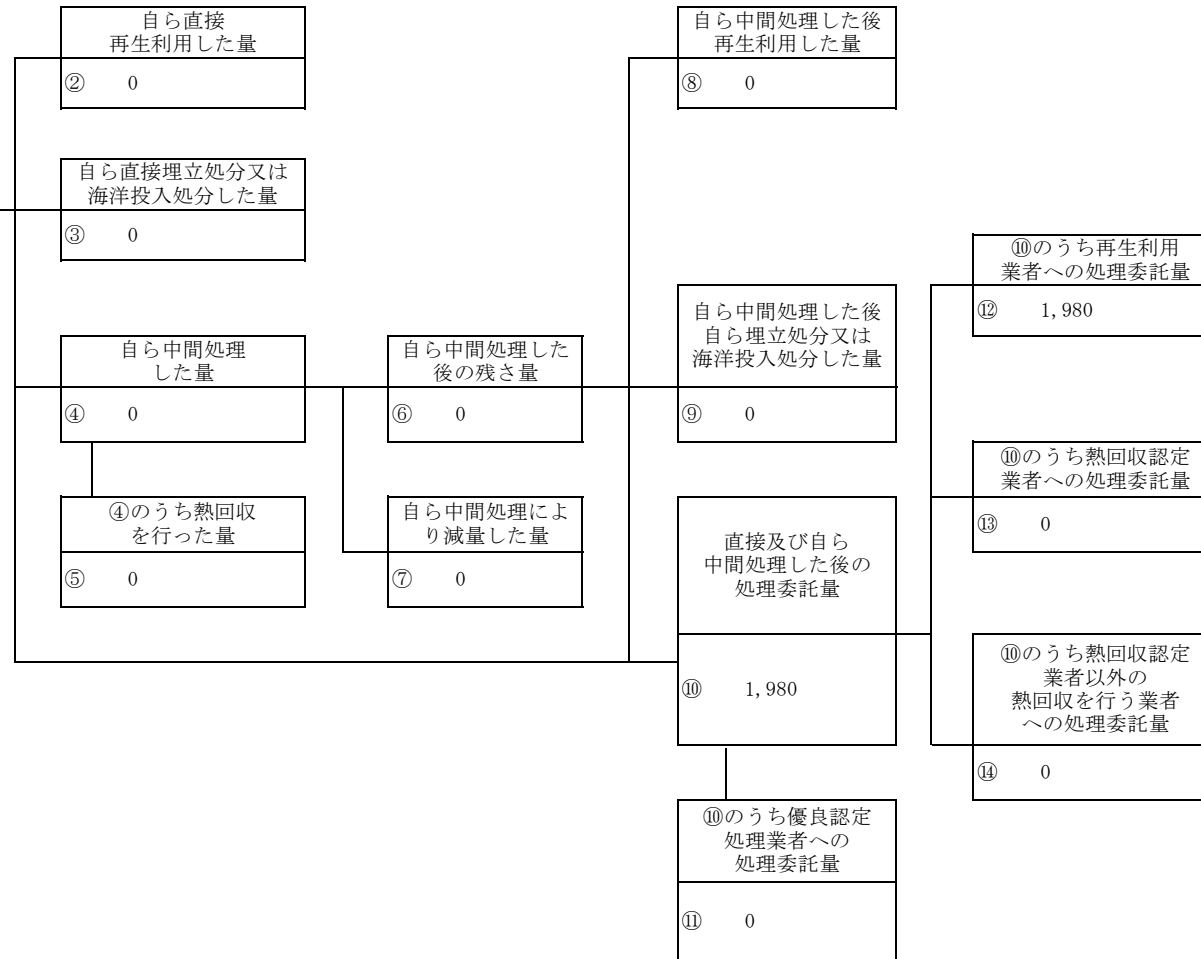 自ら直接
再生利用した量
② 0
自ら直接埋立処分又は
海洋投入処分した量
③ 0
自ら中間処理
した量
④ 0
④のうち熱回収
を行った量
⑤ 0
自ら中間処理した
後の残さ量
⑥ 0
自ら中間処理によ
り減量した量
⑦ 0
自ら中間処理した後
再生利用した量
⑧ 0
自ら中間処理した後
自ら埋立処分又は
海洋投入処分した量
⑨ 0
直接及び自ら
中間処理した後の
処理委託量
⑩ 1,980
⑩のうち優良認定
処理業者への
処理委託量
⑪ 0
⑩のうち再生利用
業者への処理委託量
⑫ 1,980
⑩のうち熱回収認定
業者への処理委託量
⑬ 0
⑩のうち熱回収認定
業者以外の
熱回収を行う業者
への処理委託量
⑭ 0